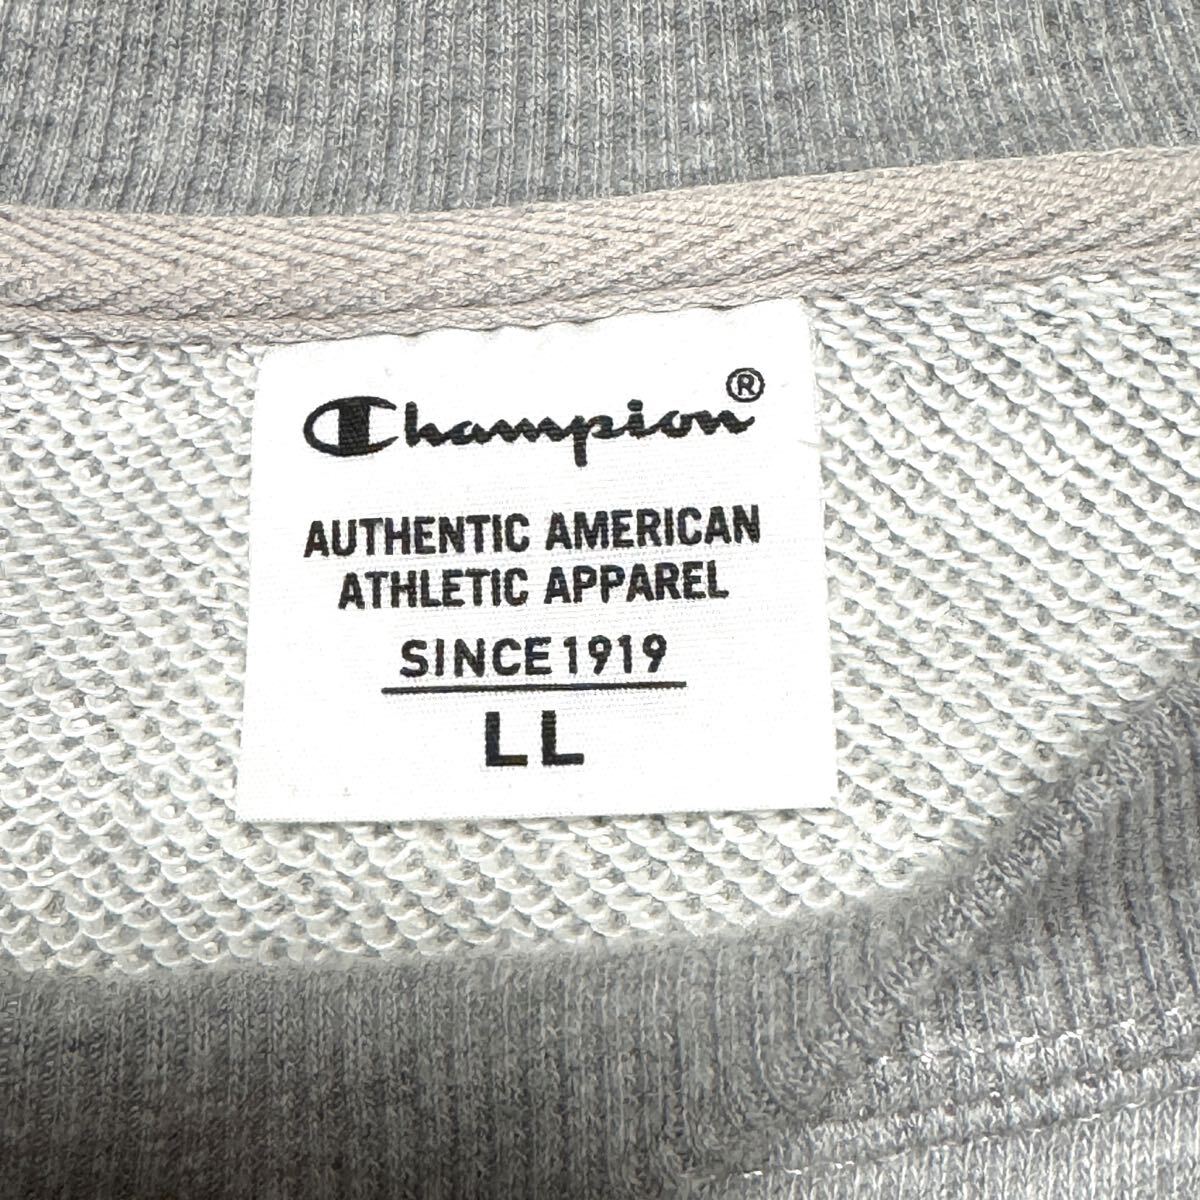 Champion®
AUTHENTIC AMERICAN
ATHLETIC APPAREL
SINCE 1919
LL